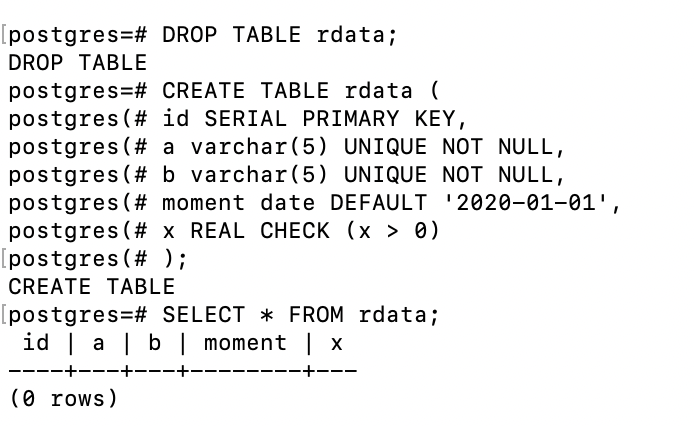 [postgres=# DROP TABLE rdata;
DROP TABLE
postgres=# CREATE TABLE rdata (
postgres(# id SERIAL PRIMARY KEY,
postgres(# a varchar(5) UNIQUE NOT NULL,
postgres(# b varchar(5) UNIQUE NOT NULL,
postgres(# moment date DEFAULT '2020-01-01',
postgres(# x REAL CHECK (x > 0)
[postgres(# );
CREATE TABLE
[postgres=# SELECT * FROM rdata;
 id | a | b | moment | x
----+---+---+--------+---
(0 rows)